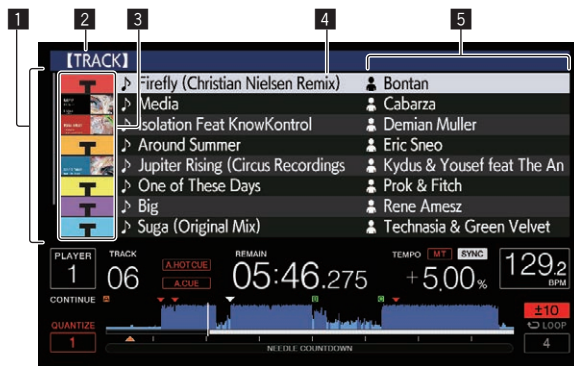 1 2 3 4 5
【TRACK】
T ♪ Firefly (Christian Nielsen Remix) Bontan
♪ Media Cabarza
♪ Isolation Feat KnowKontrol Demian Muller
T ♪ Around Summer Eric Sneo
♪ Jupiter Rising (Circus Recordings Kydus & Yousef feat The An
T ♪ One of These Days Prok & Fitch
T ♪ Big Rene Amesz
T ♪ Suga (Original Mix) Technasia & Green Velvet
PLAYER 1 TRACK 06 A.HOT CUE A.CUE REMAIN 05:46.275 TEMPO MT SYNC +5.00% 129.2 BPM
CONTINUE A B C ±10
QUANTIZE LOOP
1 NEEDLE COUNTDOWN 4